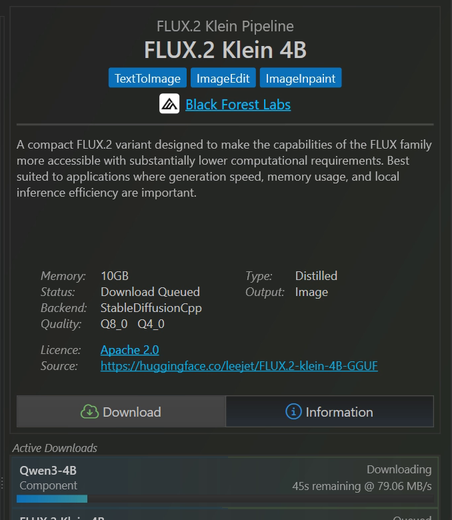 FLUX.2 Klein Pipeline
FLUX.2 Klein 4B
TextToImage ImageEdit ImageInpaint
Black Forest Labs
A compact FLUX.2 variant designed to make the capabilities of the FLUX family
more accessible with substantially lower computational requirements. Best
suited to applications where generation speed, memory usage, and local
inference efficiency are important.
Memory: 10GB Type: Distilled
Status: Download Queued Output: Image
Backend: StableDiffusionCpp
Quality: Q8_0 Q4_0
Licence: Apache 2.0
Source: https://huggingface.co/leejet/FLUX.2-klein-4B-GGUF
Download Information
Active Downloads
Qwen3-4B Downloading
Component 45s remaining @ 79.06 MB/s